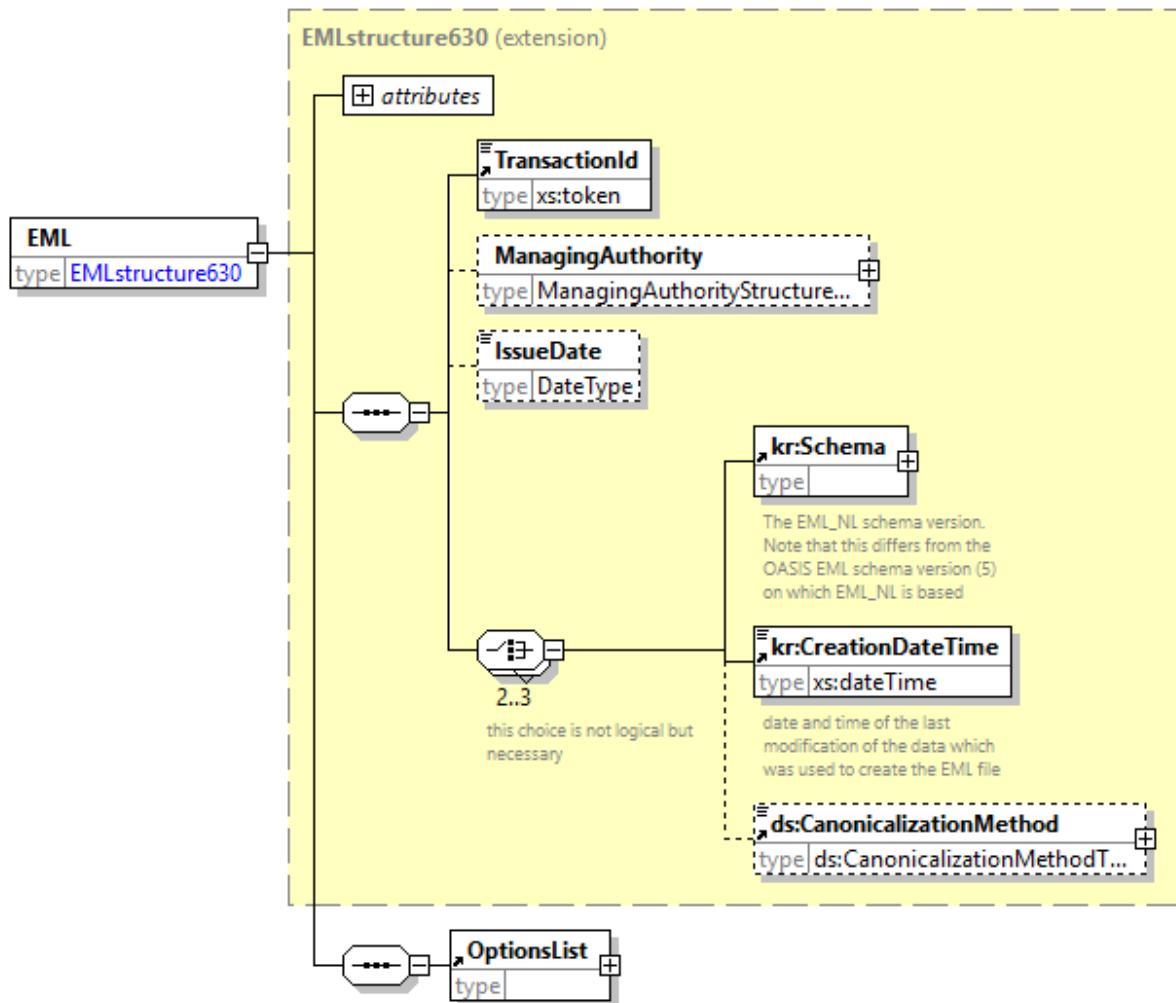 EMLstructure630 (extension)
attributes
TransactionId
type xs:token
EML
type EMLstructure630
ManagingAuthority
type ManagingAuthorityStructure...
IssueDate
type DateType
kr:Schema
type
The EML_NL schema version.
Note that this differs from the
OASIS EML schema version (5)
on which EML_NL is based
kr:CreationDateTime
type xs:dateTime
2..3
this choice is not logical but
necessary
date and time of the last
modification of the data which
was used to create the EML file
ds:CanonicalizationMethod
type ds:CanonicalizationMethodT...
OptionsList
type